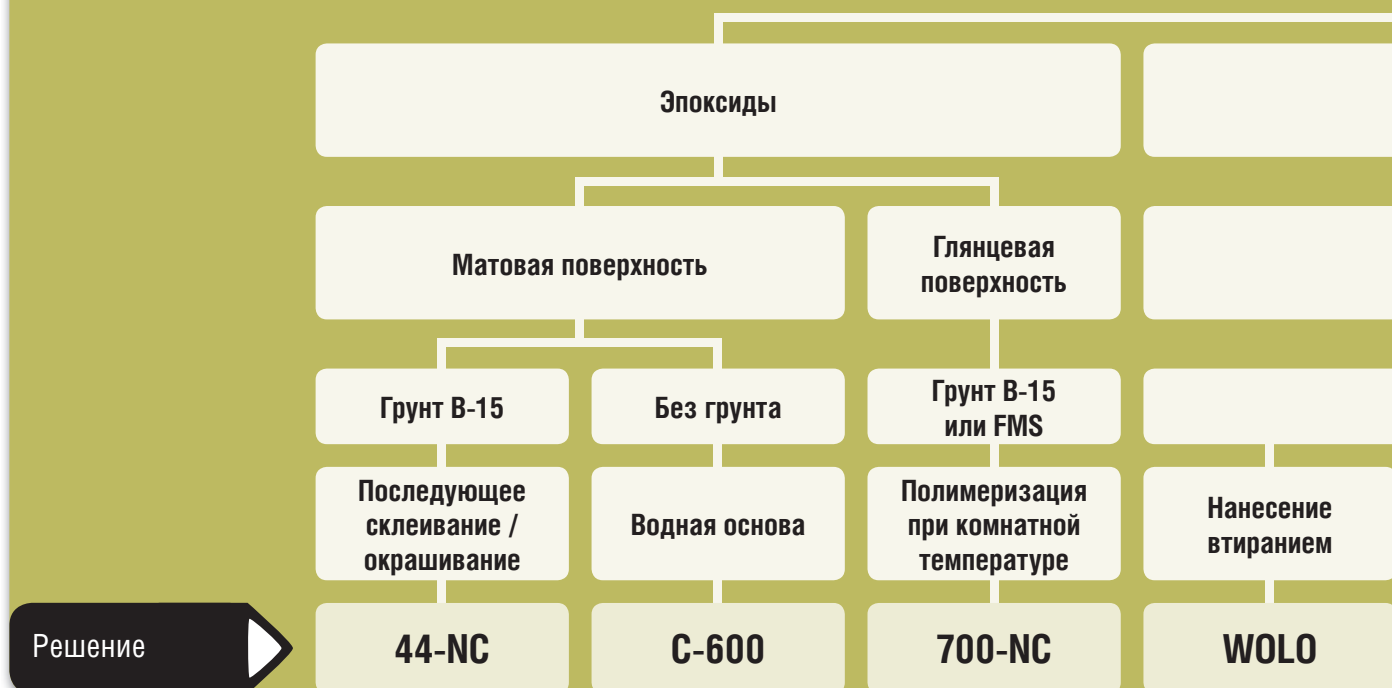 Эпоксиды
Матовая поверхность
Глянцевая
поверхность
Грунт B-15
Без грунта
Грунт B-15
или FMS
Последующее
склеивание /
окрашивание
Водная основа
Полимеризация
при комнатной
температуре
Нанесение
втиранием
Решение
44-NC
C-600
700-NC
WOLO